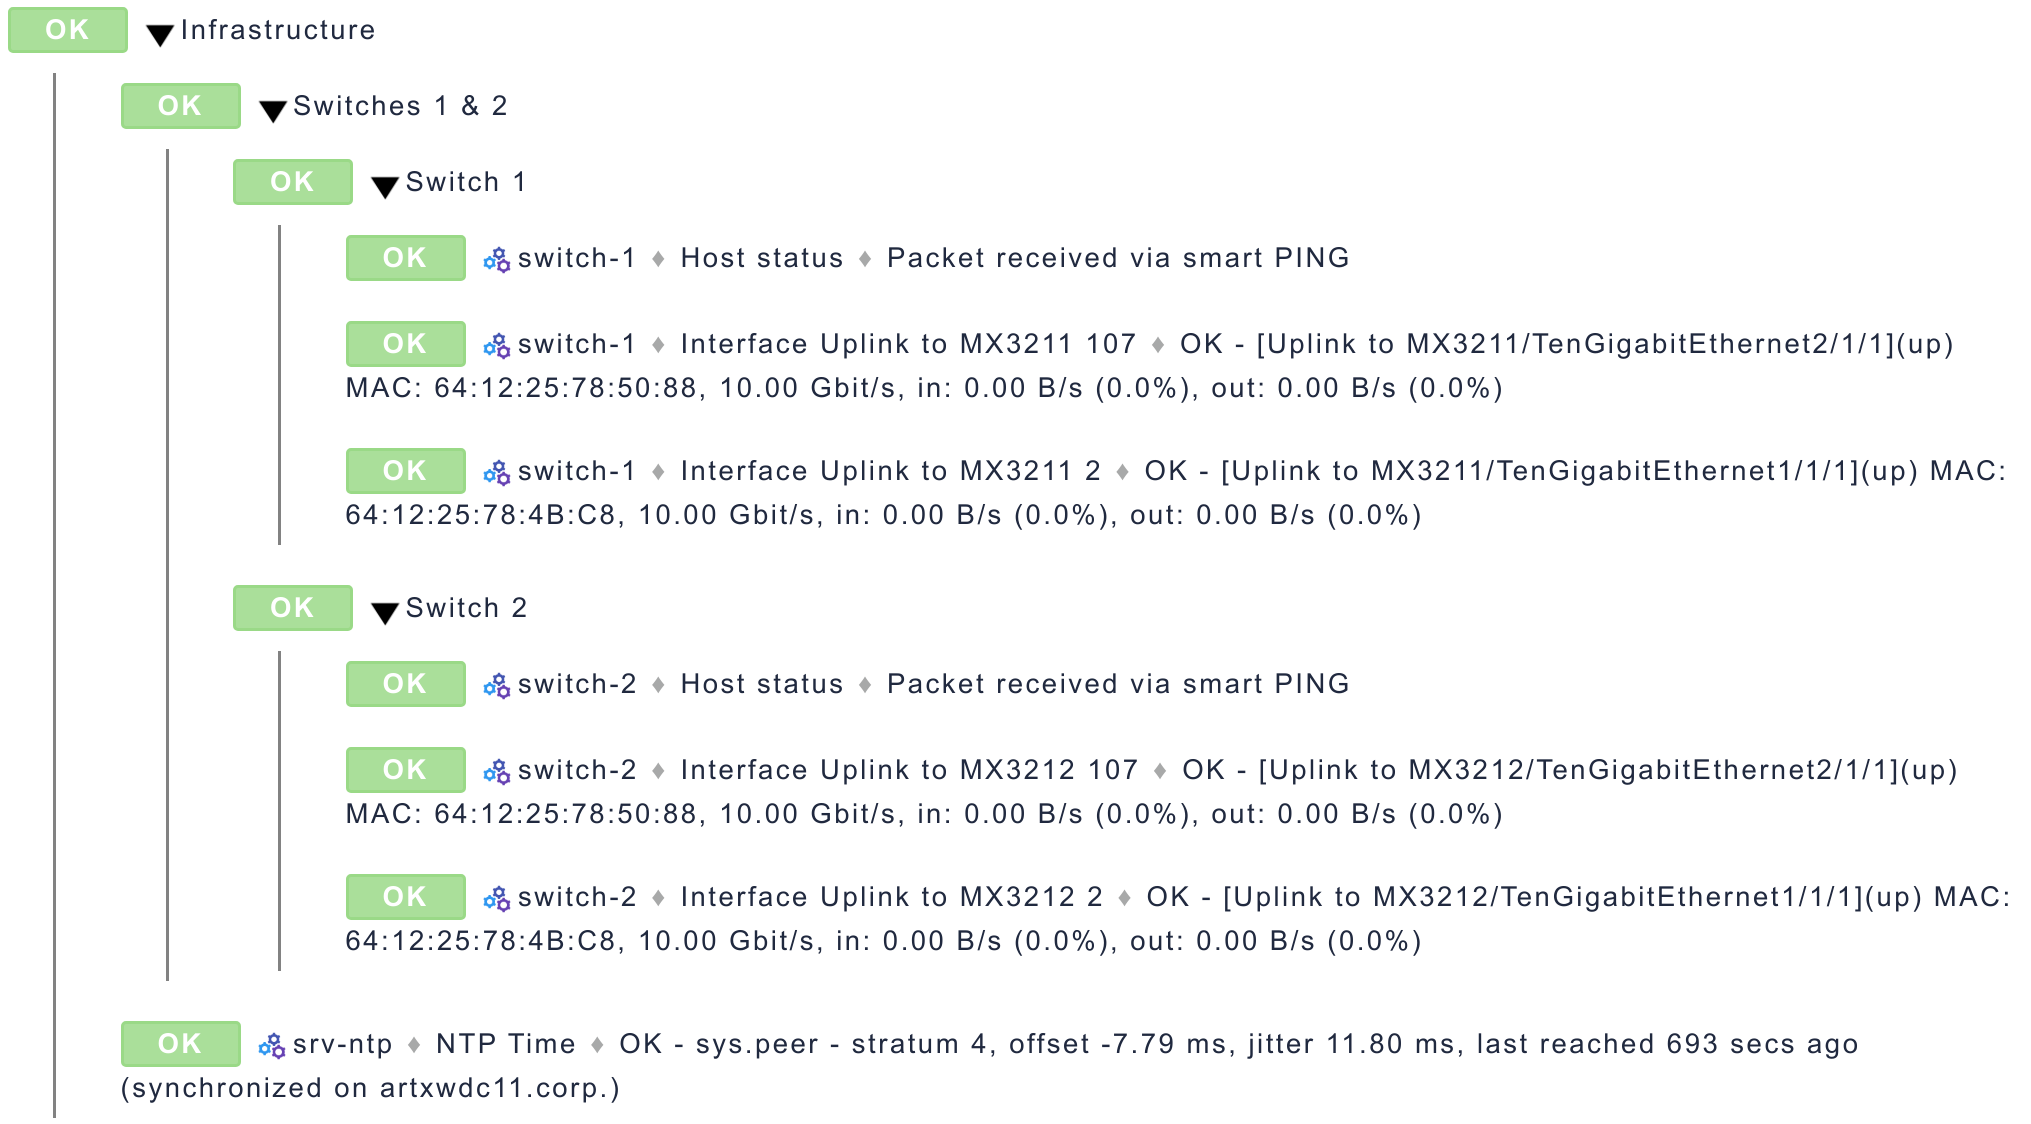 OK Infrastructure
OK Switches 1 & 2
OK Switch 1
OK switch-1 ♦ Host status ♦ Packet received via smart PING
OK switch-1 ♦ Interface Uplink to MX3211 107 ♦ OK - [Uplink to MX3211/TenGigabitEthernet2/1/1](up)
MAC: 64:12:25:78:50:88, 10.00 Gbit/s, in: 0.00 B/s (0.0%), out: 0.00 B/s (0.0%)
OK switch-1 ♦ Interface Uplink to MX3211 2 ♦ OK - [Uplink to MX3211/TenGigabitEthernet1/1/1](up) MAC:
64:12:25:78:4B:C8, 10.00 Gbit/s, in: 0.00 B/s (0.0%), out: 0.00 B/s (0.0%)
OK Switch 2
OK switch-2 ♦ Host status ♦ Packet received via smart PING
OK switch-2 ♦ Interface Uplink to MX3212 107 ♦ OK - [Uplink to MX3212/TenGigabitEthernet2/1/1](up)
MAC: 64:12:25:78:50:88, 10.00 Gbit/s, in: 0.00 B/s (0.0%), out: 0.00 B/s (0.0%)
OK switch-2 ♦ Interface Uplink to MX3212 2 ♦ OK - [Uplink to MX3212/TenGigabitEthernet1/1/1](up) MAC:
64:12:25:78:4B:C8, 10.00 Gbit/s, in: 0.00 B/s (0.0%), out: 0.00 B/s (0.0%)
OK srv-ntp ♦ NTP Time ♦ OK - sys.peer - stratum 4, offset -7.79 ms, jitter 11.80 ms, last reached 693 secs ago
(synchronized on artxwdc11.corp.)